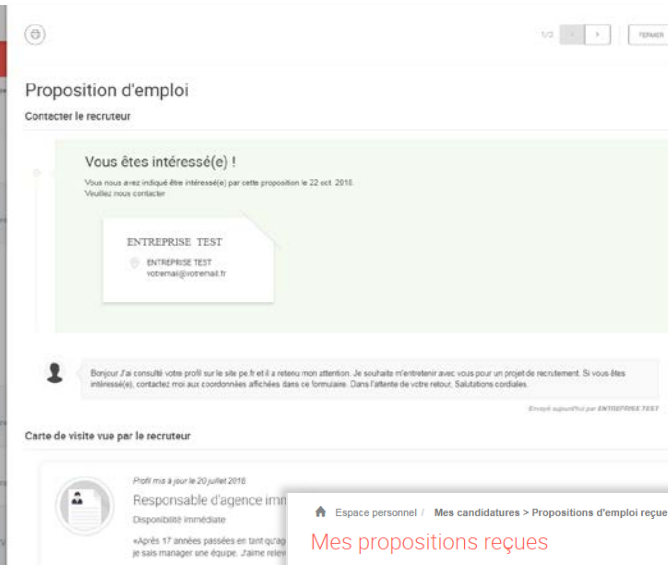 1/2
FERMER
Proposition d'emploi
Contacter le recruteur
Vous êtes intéressé(e) !
Vous nous avez indiqué être intéressé(e) par cette proposition le 22 oct. 2018.
Veuillez nous contacter
ENTREPRISE TEST
ENTREPRISE TEST
votremail@votremail.fr
Bonjour J'ai consulté votre profil sur le site pe.fr et il a retenu mon attention. Je souhaite m'entretenir avec vous pour un projet de recrutement. Si vous êtes
intéressé(e), contactez moi aux coordonnées affichées dans ce formulaire. Dans l'attente de votre retour, Salutations cordiales.
Envoyé aujourd'hui par ENTREPRISE TEST
Carte de visite vue par le recruteur
Profil mis à jour le 20 juillet 2018
Responsable d'agence imm
Disponibilité immédiate
«Après 17 années passées en tant qu'ag
je sais manager une équipe. J'aime relev
Espace personnel / Mes candidatures > Propositions d'emploi reçue
Mes propositions reçues